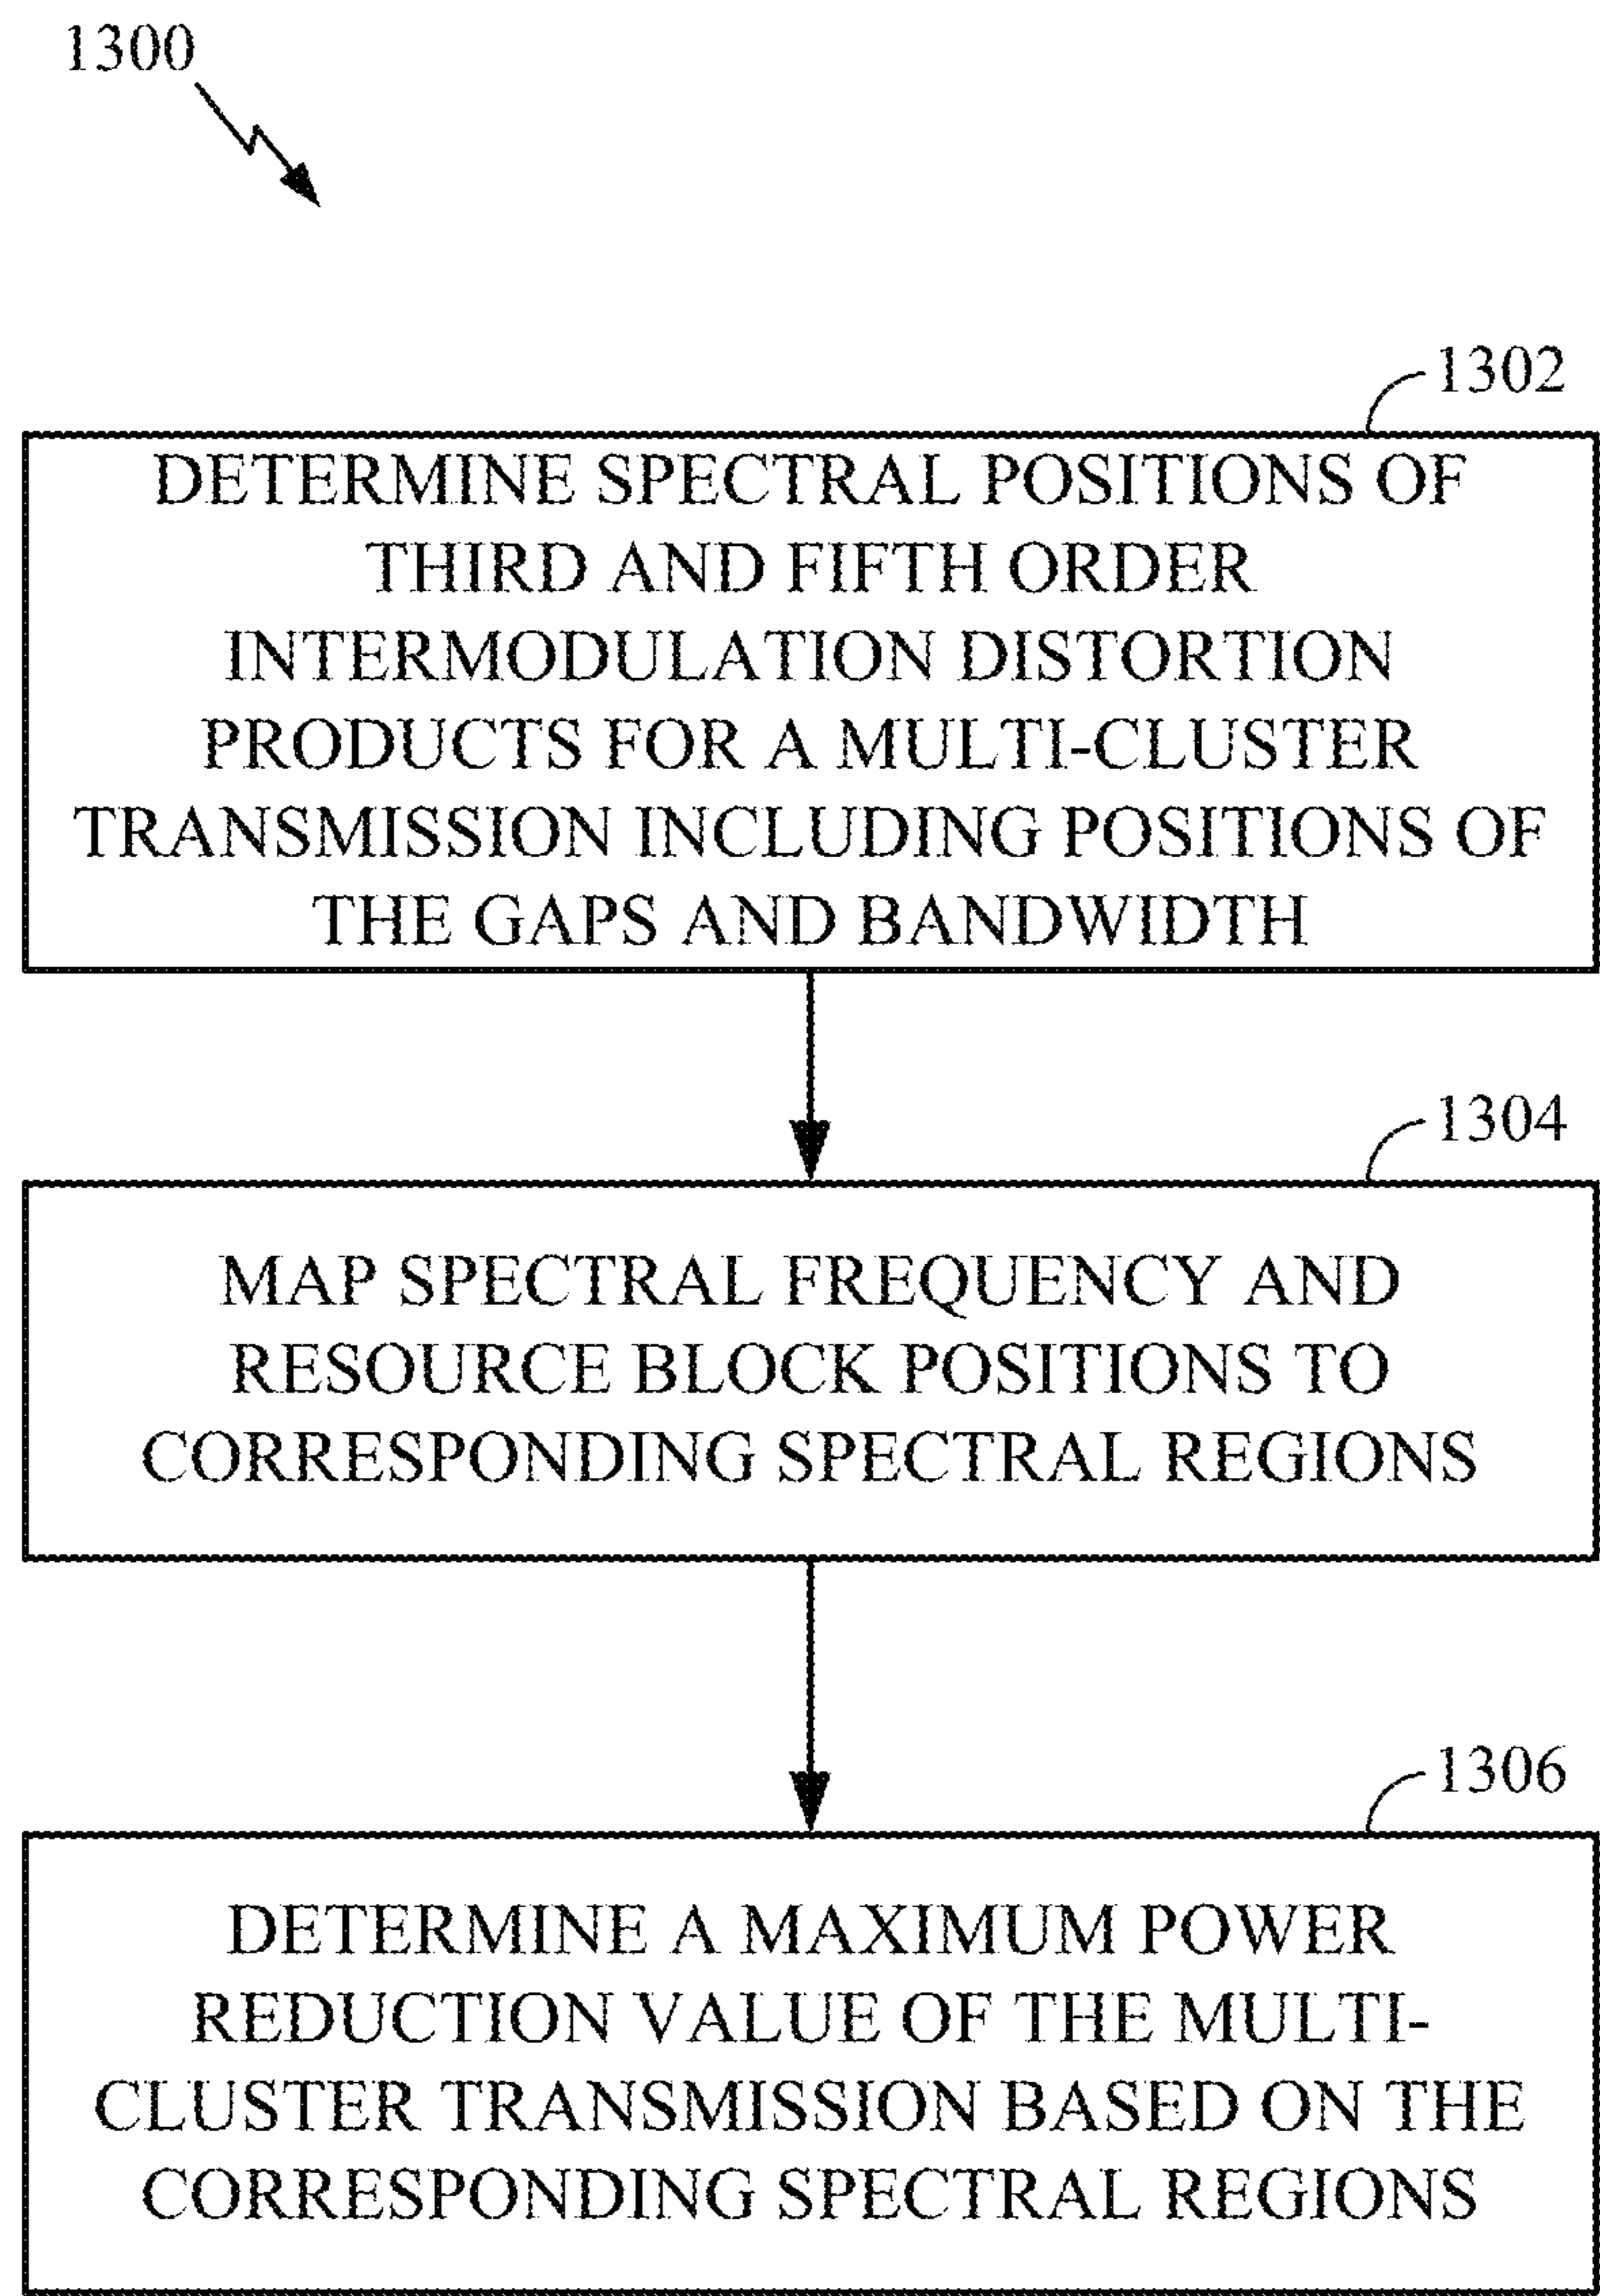 1300
1302
DETERMINE SPECTRAL POSITIONS OF
THIRD AND FIFTH ORDER
INTERMODULATION DISTORTION
PRODUCTS FOR A MULTI-CLUSTER
TRANSMISSION INCLUDING POSITIONS OF
THE GAPS AND BANDWIDTH
1304
MAP SPECTRAL FREQUENCY AND
RESOURCE BLOCK POSITIONS TO
CORRESPONDING SPECTRAL REGIONS
1306
DETERMINE A MAXIMUM POWER
REDUCTION VALUE OF THE MULTI-
CLUSTER TRANSMISSION BASED ON THE
CORRESPONDING SPECTRAL REGIONS